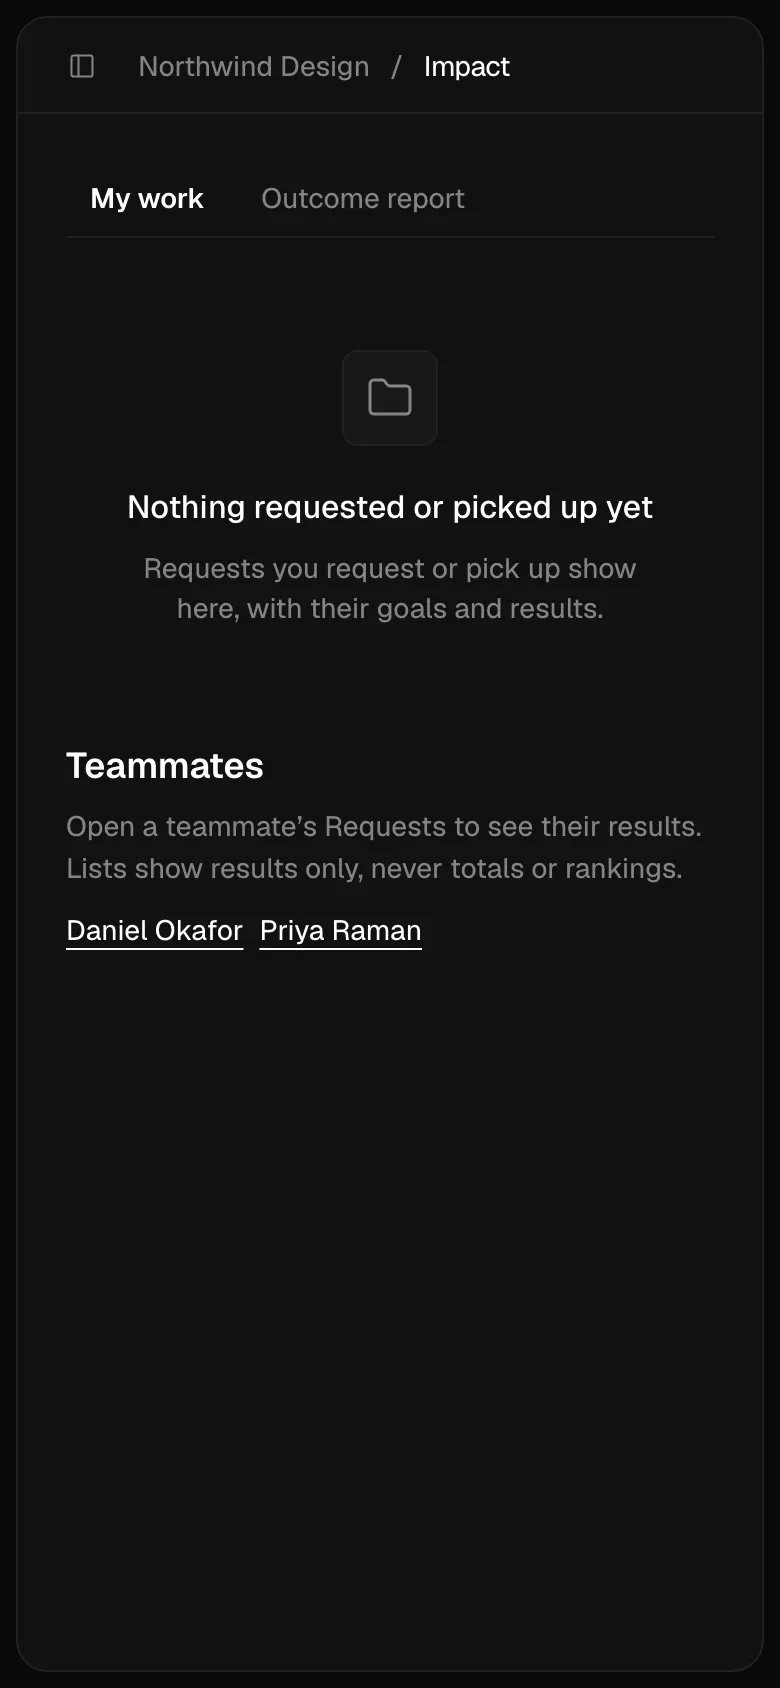 Northwind Design / Impact
My work Outcome report
Nothing requested or picked up yet
Requests you request or pick up show
here, with their goals and results.
Teammates
Open a teammate’s Requests to see their results.
Lists show results only, never totals or rankings.
Daniel Okafor Priya Raman